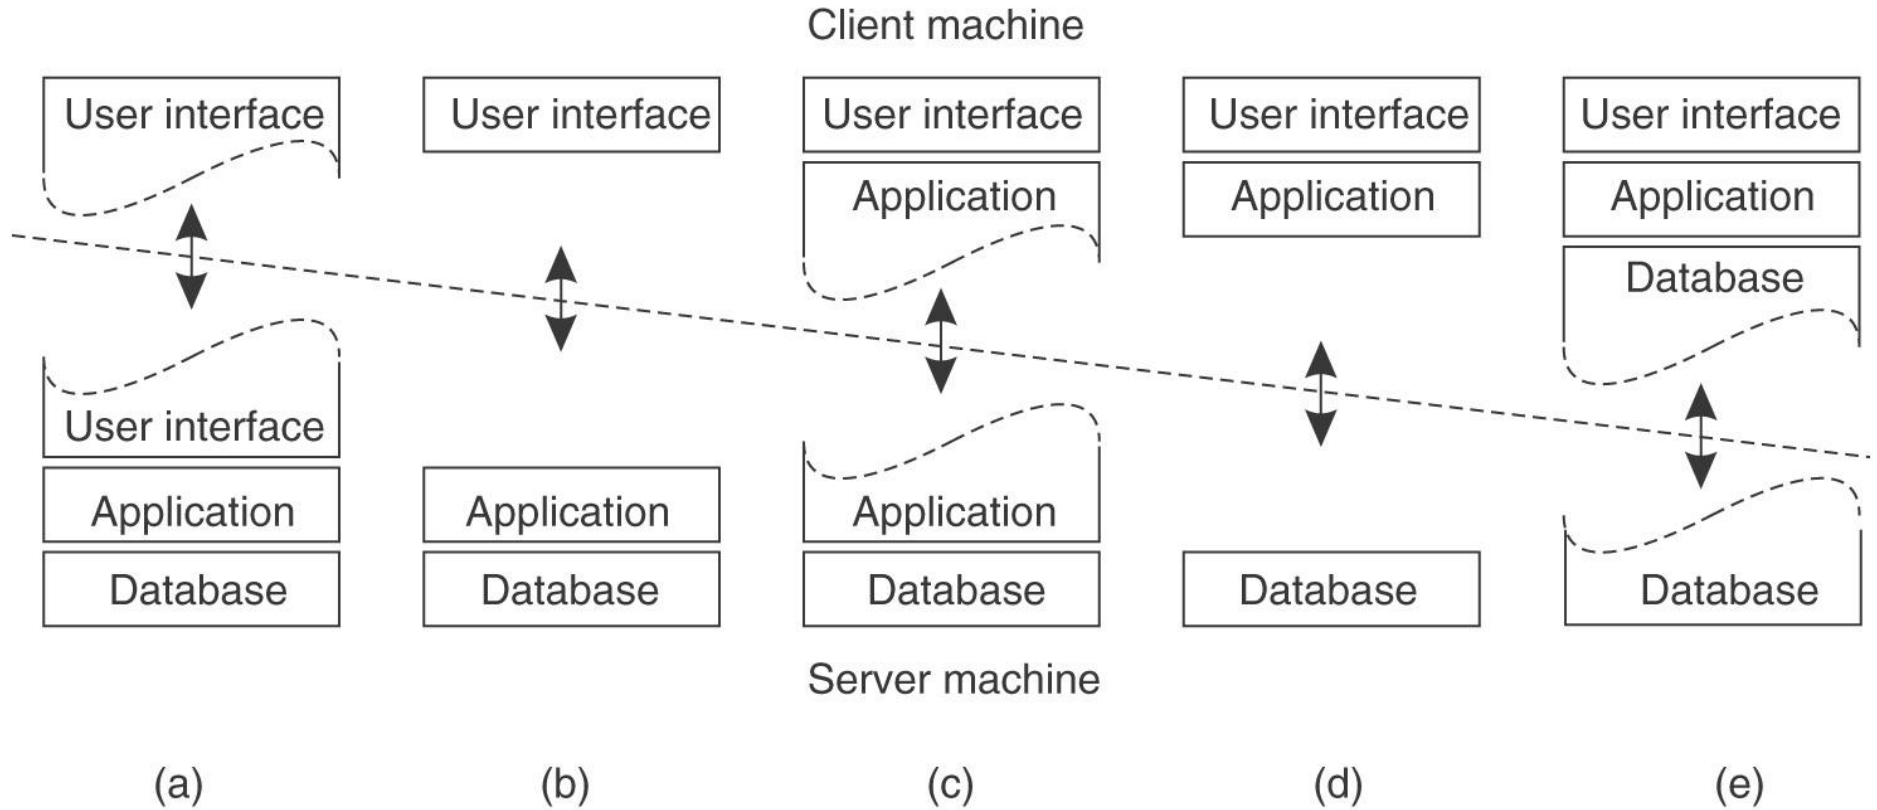 Client machine
User interface
User interface
User interface
User interface
User interface
Application
Application
Application
Database
User interface
Application
Application
Application
Database
Database
Database
Database
Database
Server machine
(a)
(b)
(c)
(d)
(e)